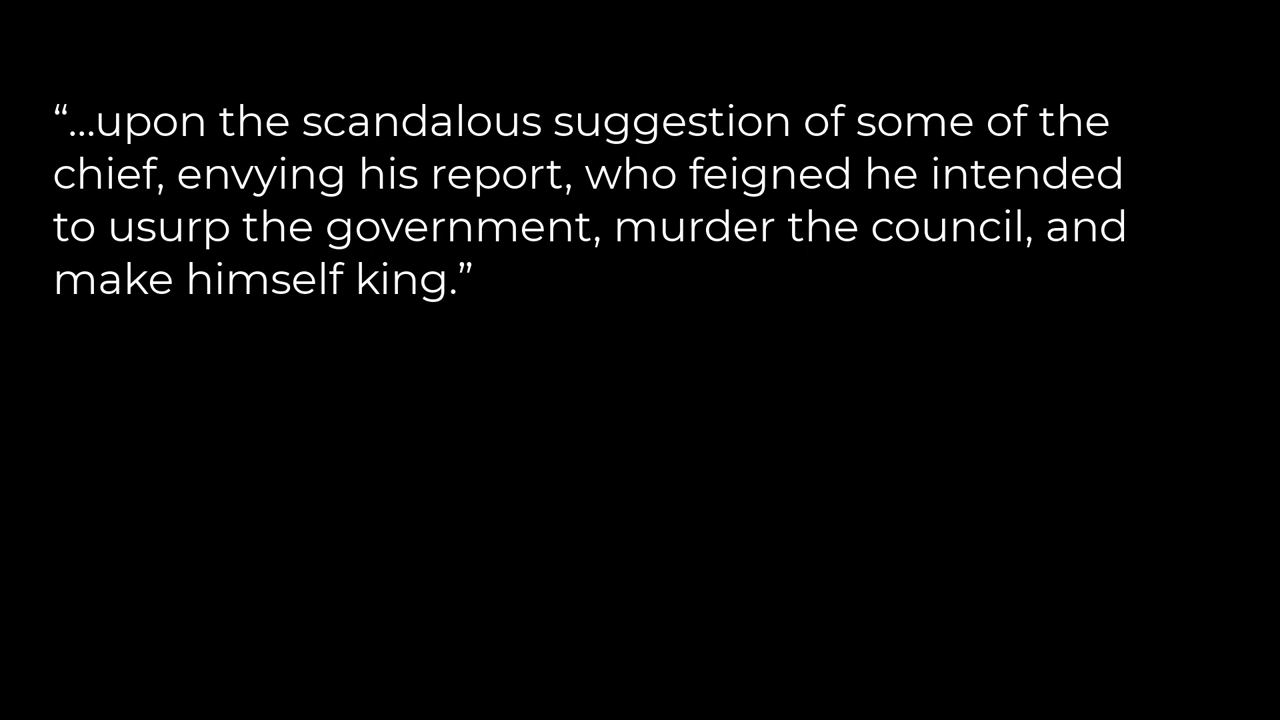 “...upon the scandalous suggestion of some of the
chief, envying his report, who feigned he intended
to usurp the government, murder the council, and
make himself king.”